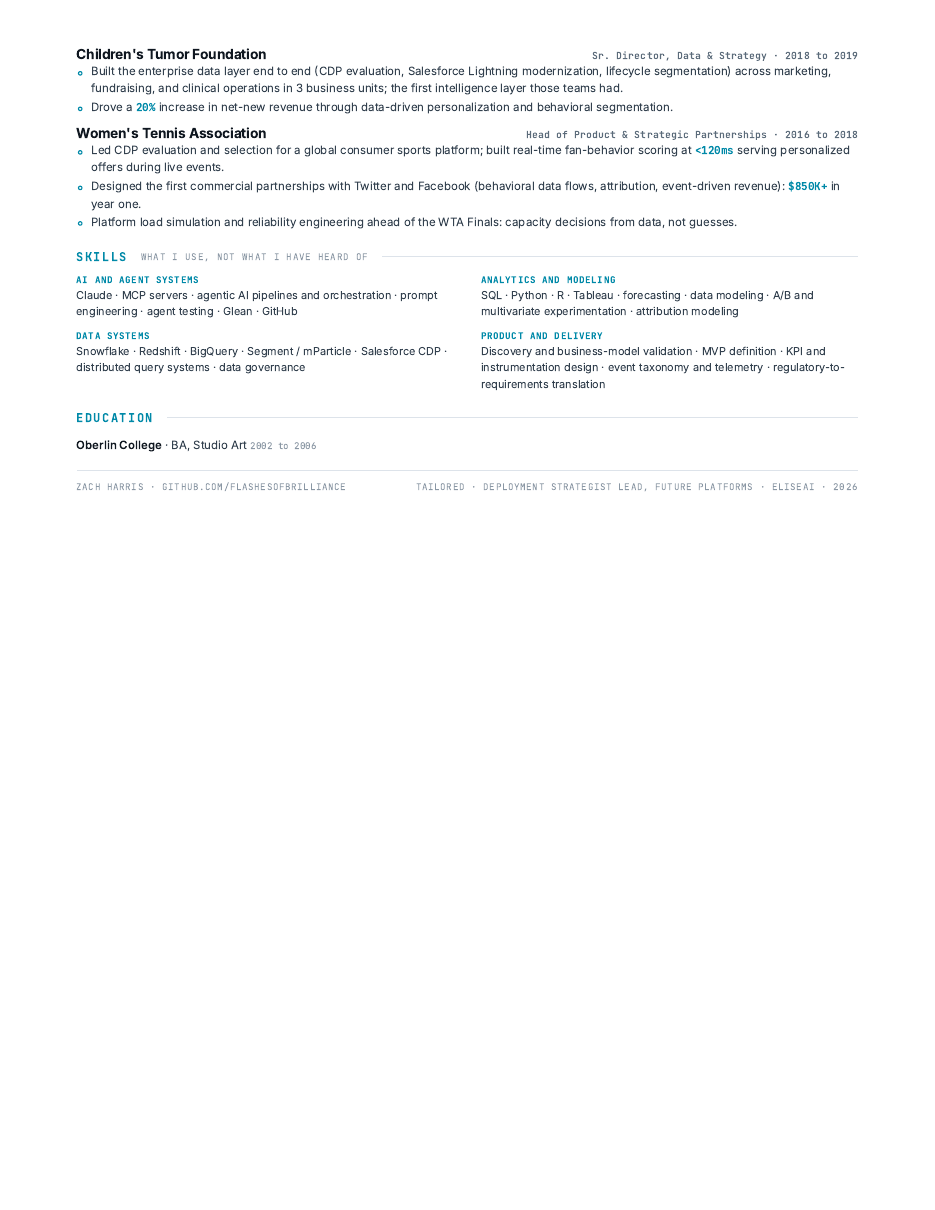 Children's Tumor Foundation
Sr. Director, Data & Strategy · 2018 to 2019
Built the enterprise data layer end to end (CDP evaluation, Salesforce Lightning modernization, lifecycle segmentation) across marketing,
fundraising, and clinical operations in 3 business units; the first intelligence layer those teams had.
Drove a 20% increase in net-new revenue through data-driven personalization and behavioral segmentation.
Women's Tennis Association
Head of Product & Strategic Partnerships · 2016 to 2018
Led CDP evaluation and selection for a global consumer sports platform; built real-time fan-behavior scoring at <120ms serving personalized
offers during live events.
Designed the first commercial partnerships with Twitter and Facebook (behavioral data flows, attribution, event-driven revenue): $850K+ in
year one.
Platform load simulation and reliability engineering ahead of the WTA Finals: capacity decisions from data, not guesses.
SKILLS WHAT I USE, NOT WHAT I HAVE HEARD OF
AI AND AGENT SYSTEMS
Claude · MCP servers · agentic AI pipelines and orchestration · prompt
engineering · agent testing · Glean · GitHub
ANALYTICS AND MODELING
SQL · Python · R · Tableau · forecasting · data modeling · A/B and
multivariate experimentation · attribution modeling
DATA SYSTEMS
Snowflake · Redshift · BigQuery · Segment / mParticle · Salesforce CDP ·
distributed query systems · data governance
PRODUCT AND DELIVERY
Discovery and business-model validation · MVP definition · KPI and
instrumentation design · event taxonomy and telemetry · regulatory-to-
requirements translation
EDUCATION
Oberlin College · BA, Studio Art 2002 to 2006
ZACH HARRIS · GITHUB.COM/FLASHESOFBRILLIANCE
TAILORED · DEPLOYMENT STRATEGIST LEAD, FUTURE PLATFORMS · ELISEAI · 2026